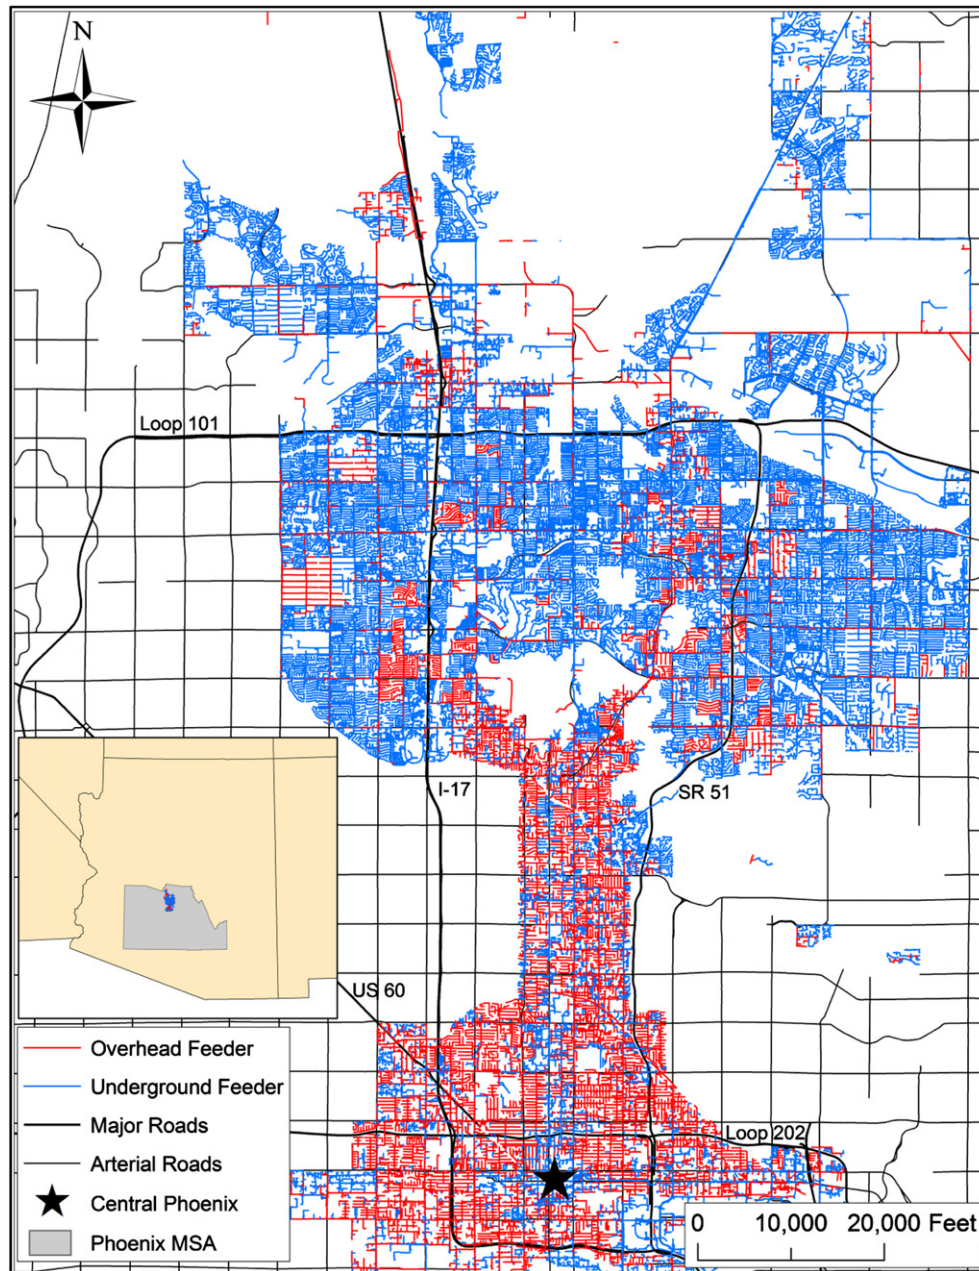 N
Loop 101
I-17
SR 51
US 60
Loop 202
Overhead Feeder
Underground Feeder
Major Roads
Arterial Roads
Central Phoenix
Phoenix MSA
0 10,000 20,000 Feet